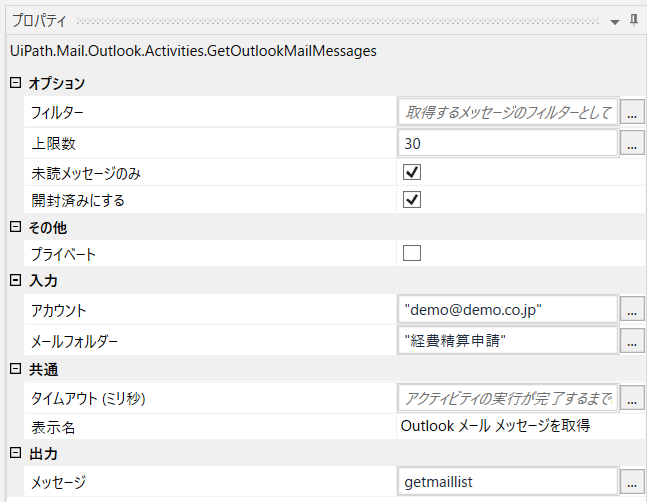 プロパティ
UiPath.Mail.Outlook.Activities.GetOutlookMailMessages
オプション
フィルター 取得するメッセージのフィルターとして ...
上限数 30 ...
未読メッセージのみ
開封済みにする
その他
プライベート
入力
アカウント "demo@demo.co.jp" ...
メールフォルダー "経費精算申請" ...
共通
タイムアウト (ミリ秒) アクティビティの実行が完了するまで ...
表示名 Outlook メール メッセージを取得
出力
メッセージ getmaillist ...